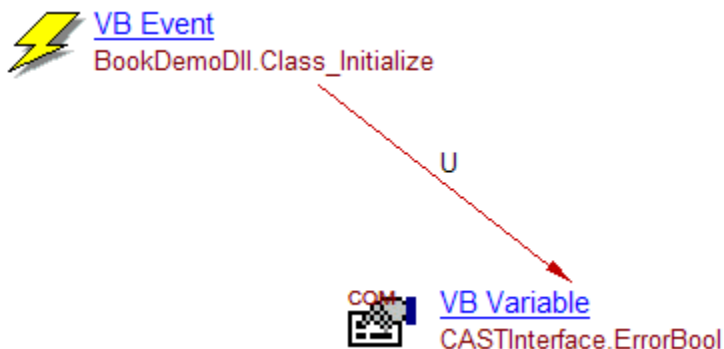 VB Event
BookDemoDll.Class_Initialize
U
COM
VB Variable
CASTInterface.ErrorBool